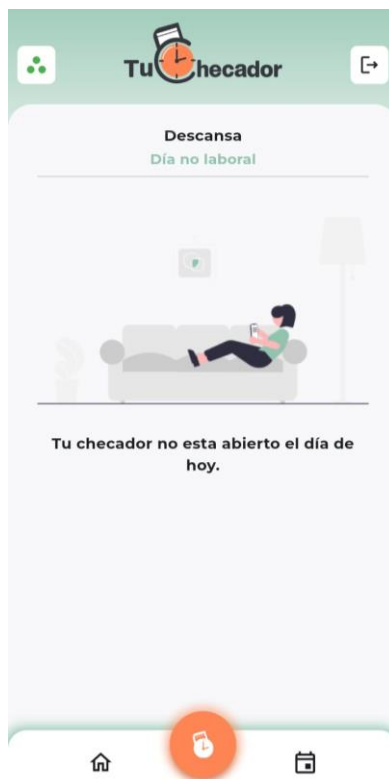 TuChecador
Descansa
Día no laboral
Tu checador no esta abierto el día de
hoy.